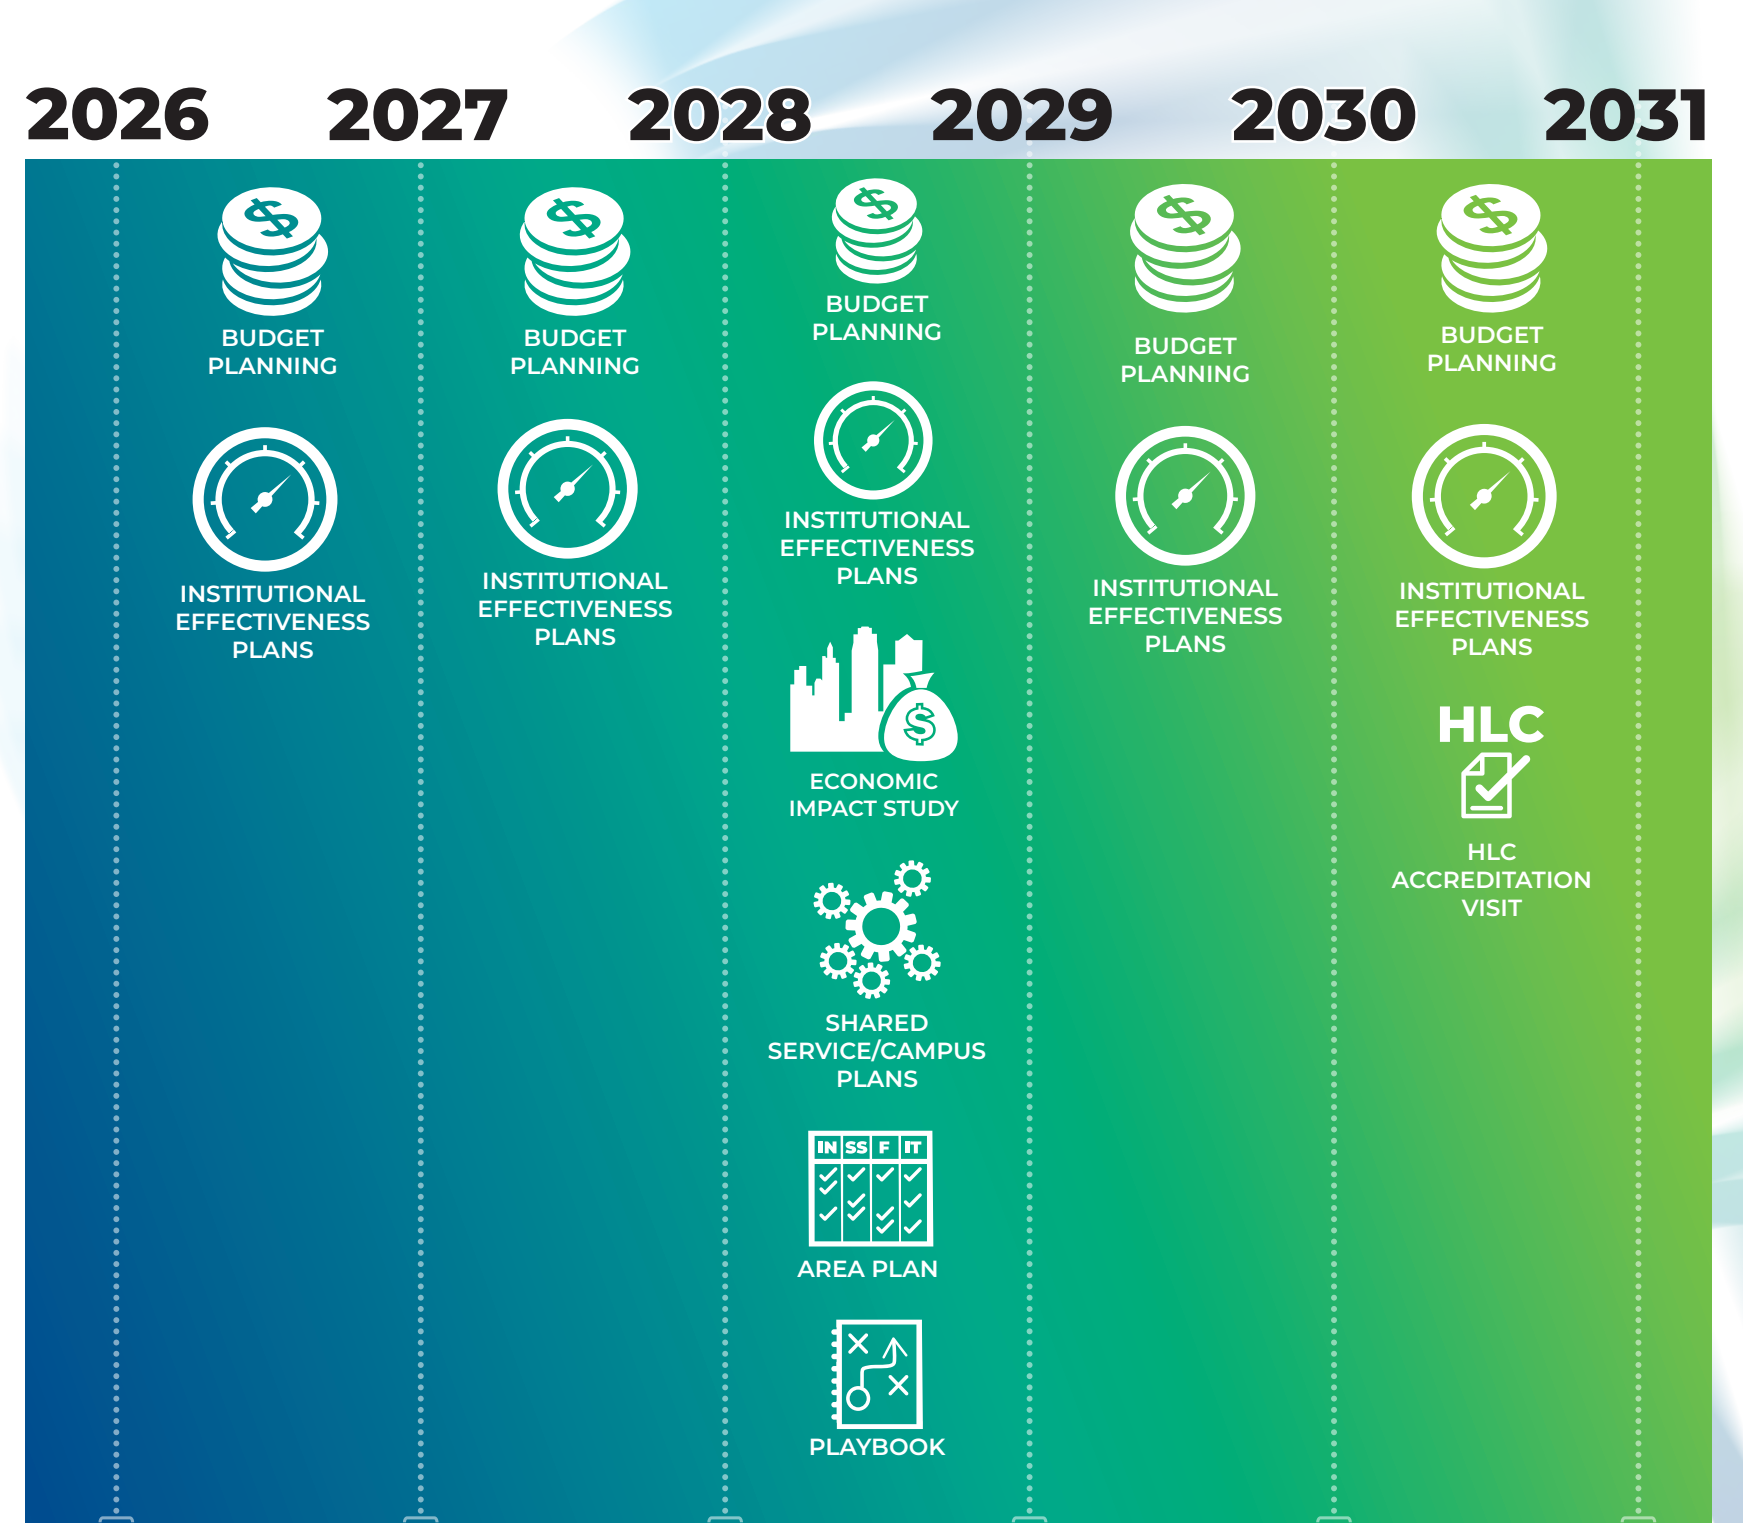 2026 2027 2028 2029 2030 2031
BUDGET
PLANNING
INSTITUTIONAL
EFFECTIVENESS
PLANS
BUDGET
PLANNING
INSTITUTIONAL
EFFECTIVENESS
PLANS
BUDGET
PLANNING
INSTITUTIONAL
EFFECTIVENESS
PLANS
$
ECONOMIC
IMPACT STUDY
SHARED
SERVICE/CAMPUS
PLANS
IN SS F IT
AREA PLAN
PLAYBOOK
BUDGET
PLANNING
INSTITUTIONAL
EFFECTIVENESS
PLANS
BUDGET
PLANNING
INSTITUTIONAL
EFFECTIVENESS
PLANS
HLC
HLC
ACCREDITATION
VISIT